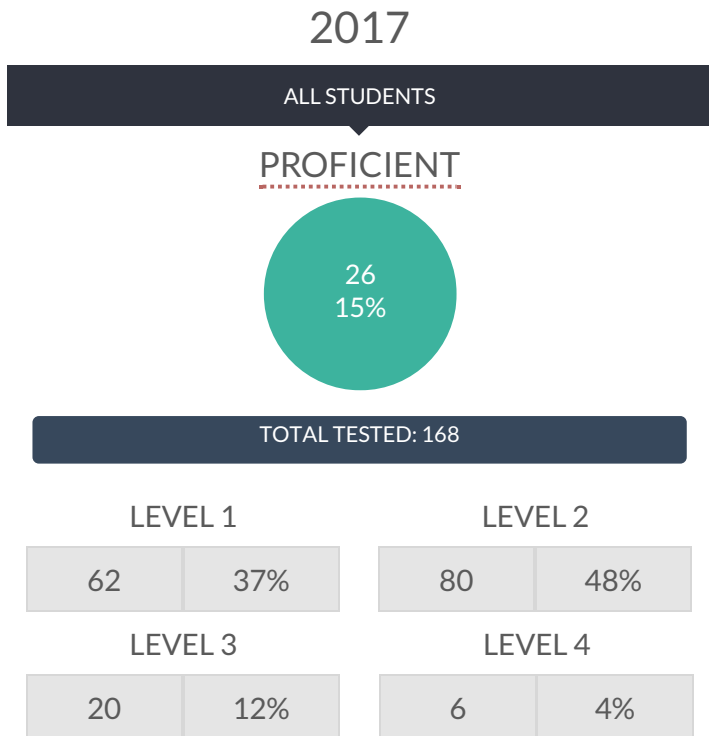 2017
ALL STUDENTS
PROFICIENT
26
15%
TOTAL TESTED: 168
LEVEL 1 LEVEL 2
62 37% 80 48%
LEVEL 3 LEVEL 4
20 12% 6 4%